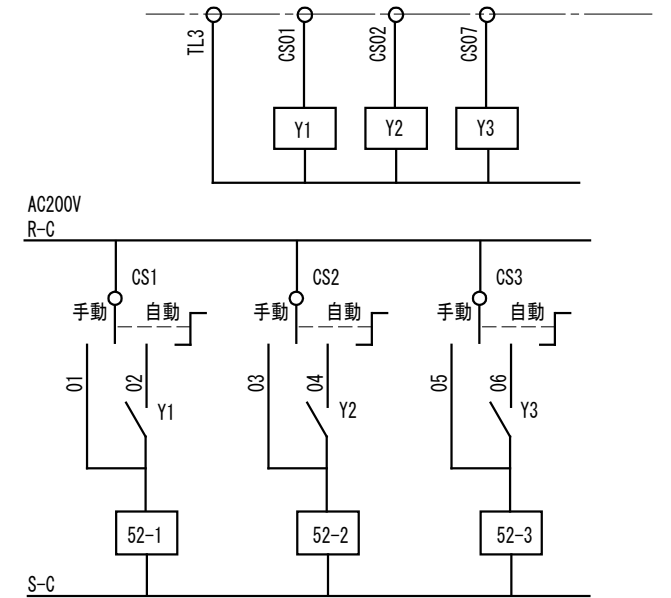 TL3 CS01 CS02 CS07
Y1 Y2 Y3
AC200V
R-C
CS1 CS2 CS3
手動 自動 手動 自動 手動 自動
01 02 03 04 05 06
Y1 Y2 Y3
52-1 52-2 52-3
S-C